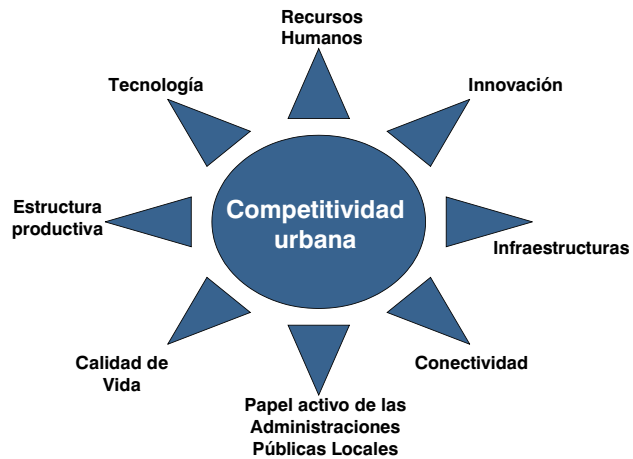 Recursos
Humanos
Tecnología
Innovación
Estructura
productiva
Competitividad
urbana
Infraestructuras
Calidad de
Vida
Conectividad
Papel activo de las
Administraciones
Públicas Locales